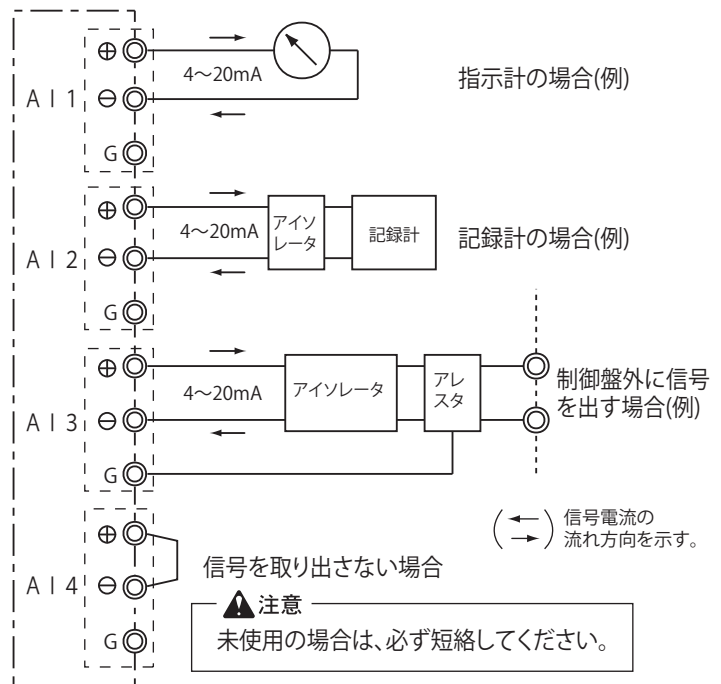 AI1
⊕
⊖
G
4～20mA
指示計の場合(例)
AI2
⊕
⊖
G
4～20mA
アイソ
レータ
記録計
記録計の場合(例)
AI3
⊕
⊖
G
4～20mA
アイソレータ
アレ
スタ
制御盤外に信号
を出す場合(例)
信号電流の
流れ方向を示す。
AI4
⊕
⊖
G
信号を取り出さない場合
注意
未使用の場合は、必ず短絡してください。